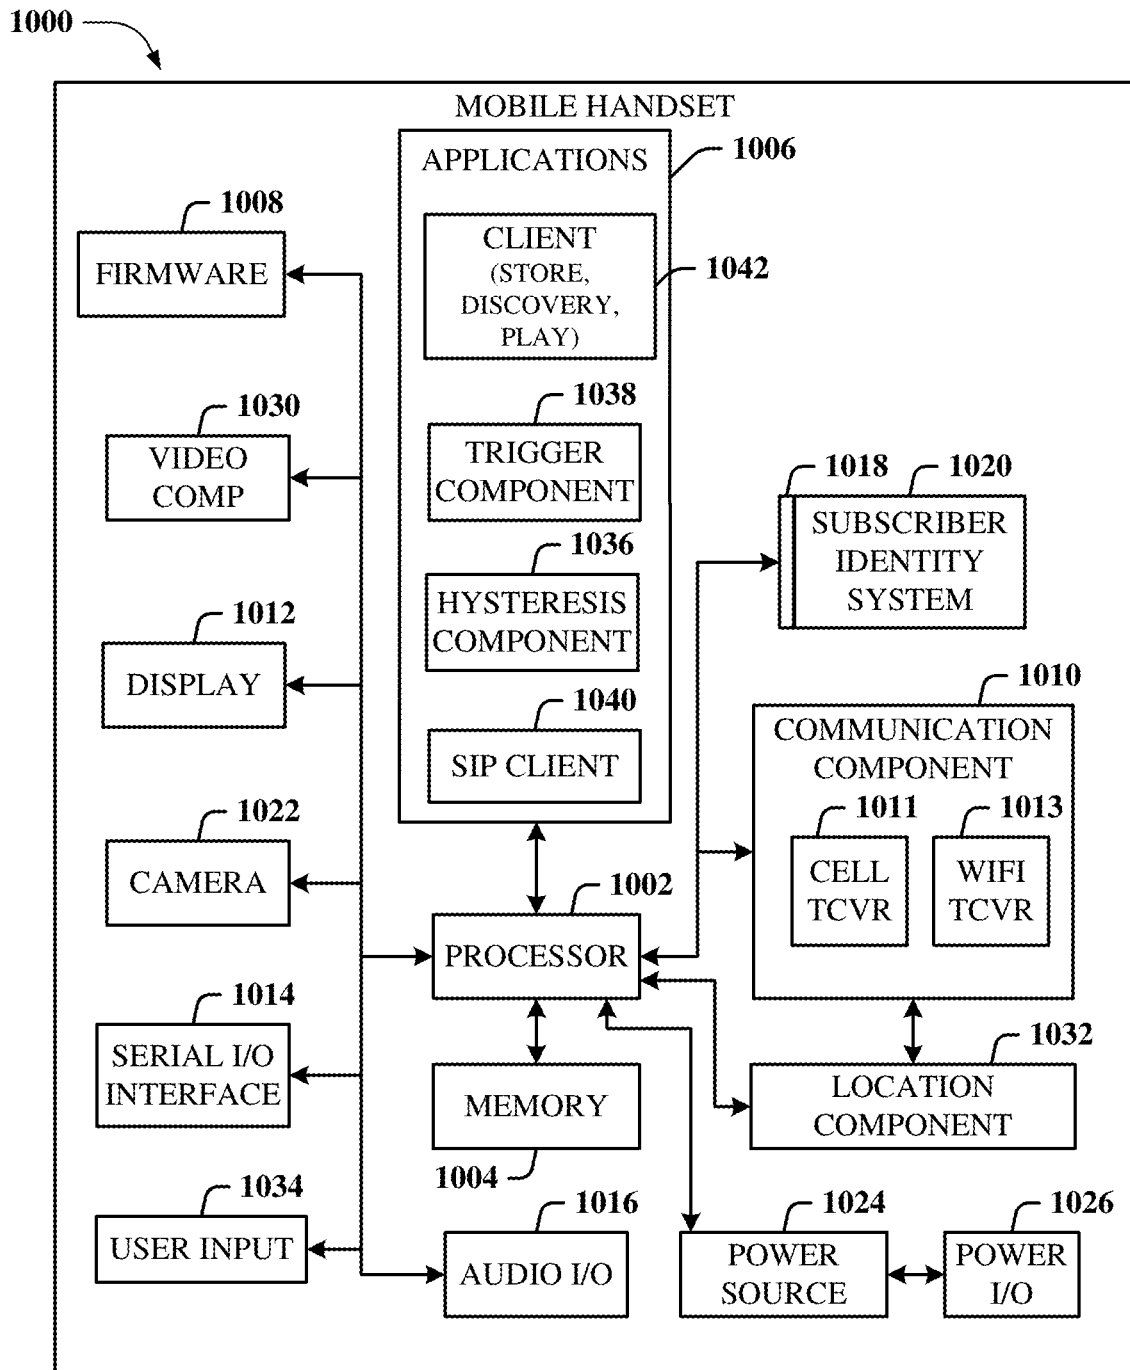 1000
MOBILE HANDSET
APPLICATIONS
1006
CLIENT
(STORE,
DISCOVERY,
PLAY)
1042
1008
FIRMWARE
1038
TRIGGER
COMPONENT
1030
VIDEO
COMP
1018
1020
SUBSCRIBER
IDENTITY
SYSTEM
1036
HYSTERESIS
COMPONENT
1012
DISPLAY
1040
SIP CLIENT
1010
COMMUNICATION
COMPONENT
1011
CELL
TCVR
1013
WIFI
TCVR
1022
CAMERA
1002
PROCESSOR
1014
SERIAL I/O
INTERFACE
MEMORY
1004
1032
LOCATION
COMPONENT
1034
USER INPUT
1016
AUDIO I/O
1024
POWER
SOURCE
1026
POWER
I/O